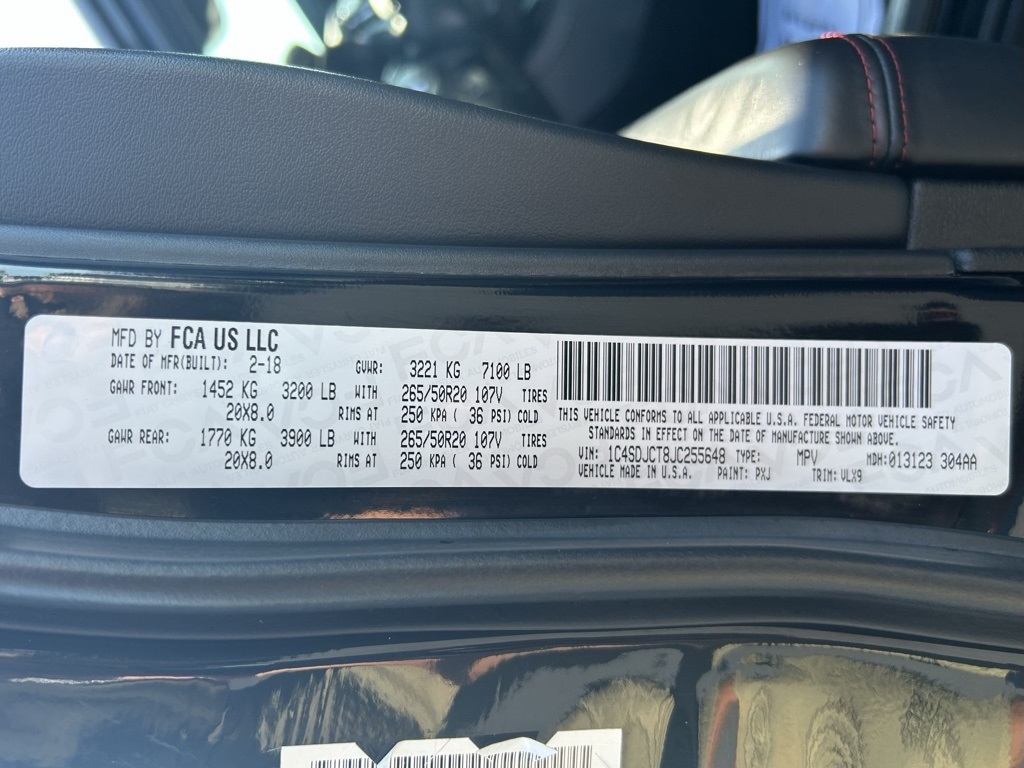 MFD BY FCA US LLC
DATE OF MFR(BUILT): 2-18 GVWR: 3221 KG 7100 LB
GAWR FRONT: 1452 KG 3200 LB WITH 265/50R20 107V TIRES
20X8.0 RIMS AT 250 KPA ( 36 PSI) COLD
GAWR REAR: 1770 KG 3900 LB WITH 265/50R20 107V TIRES
20X8.0 RIMS AT 250 KPA ( 36 PSI) COLD
THIS VEHICLE CONFORMS TO ALL APPLICABLE U.S.A. FEDERAL MOTOR VEHICLE SAFETY
STANDARDS IN EFFECT ON THE DATE OF MANUFACTURE SHOWN ABOVE.
VIN: 1C4SDJCT8JC255648 TYPE: MPV MDH:013123 304AA
VEHICLE MADE IN U.S.A. PAINT: PXJ TRIM: VLX9